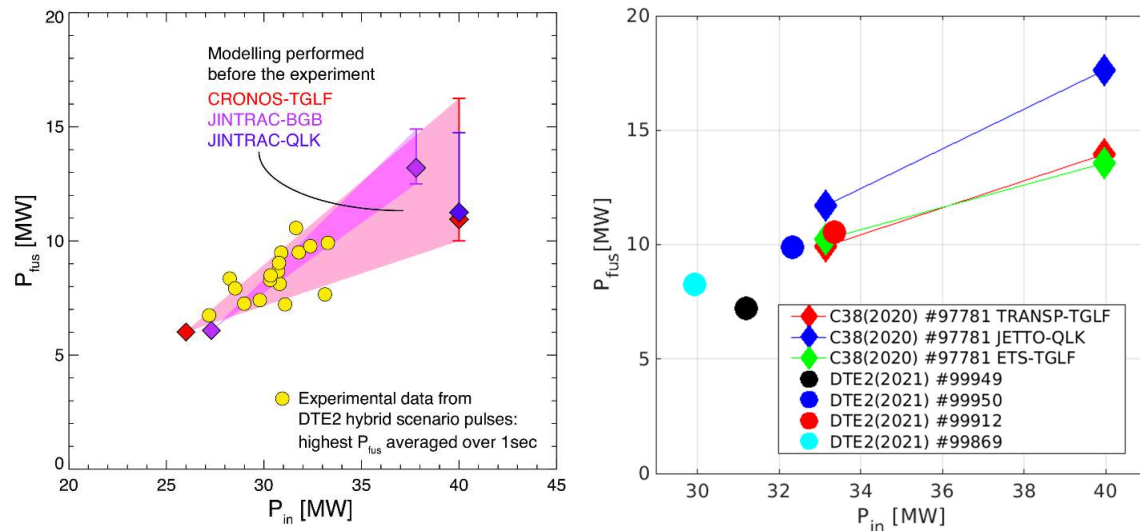 20
15
10
5
0
P_fus [MW]
Modelling performed
before the experiment
CRONOS-TGLF
JINTRAC-BGB
JINTRAC-QLK
Experimental data from
DTE2 hybrid scenario pulses:
highest P_fus averaged over 1sec
20 25 30 35 40 45
P_in [MW]
20
15
10
5
0
P_fus[MW]
C38(2020) #97781 TRANSP-TGLF
C38(2020) #97781 JETTO-QLK
C38(2020) #97781 ETS-TGLF
DTE2(2021) #99949
DTE2(2021) #99950
DTE2(2021) #99912
DTE2(2021) #99869
30 32 34 36 38 40
P_in [MW]